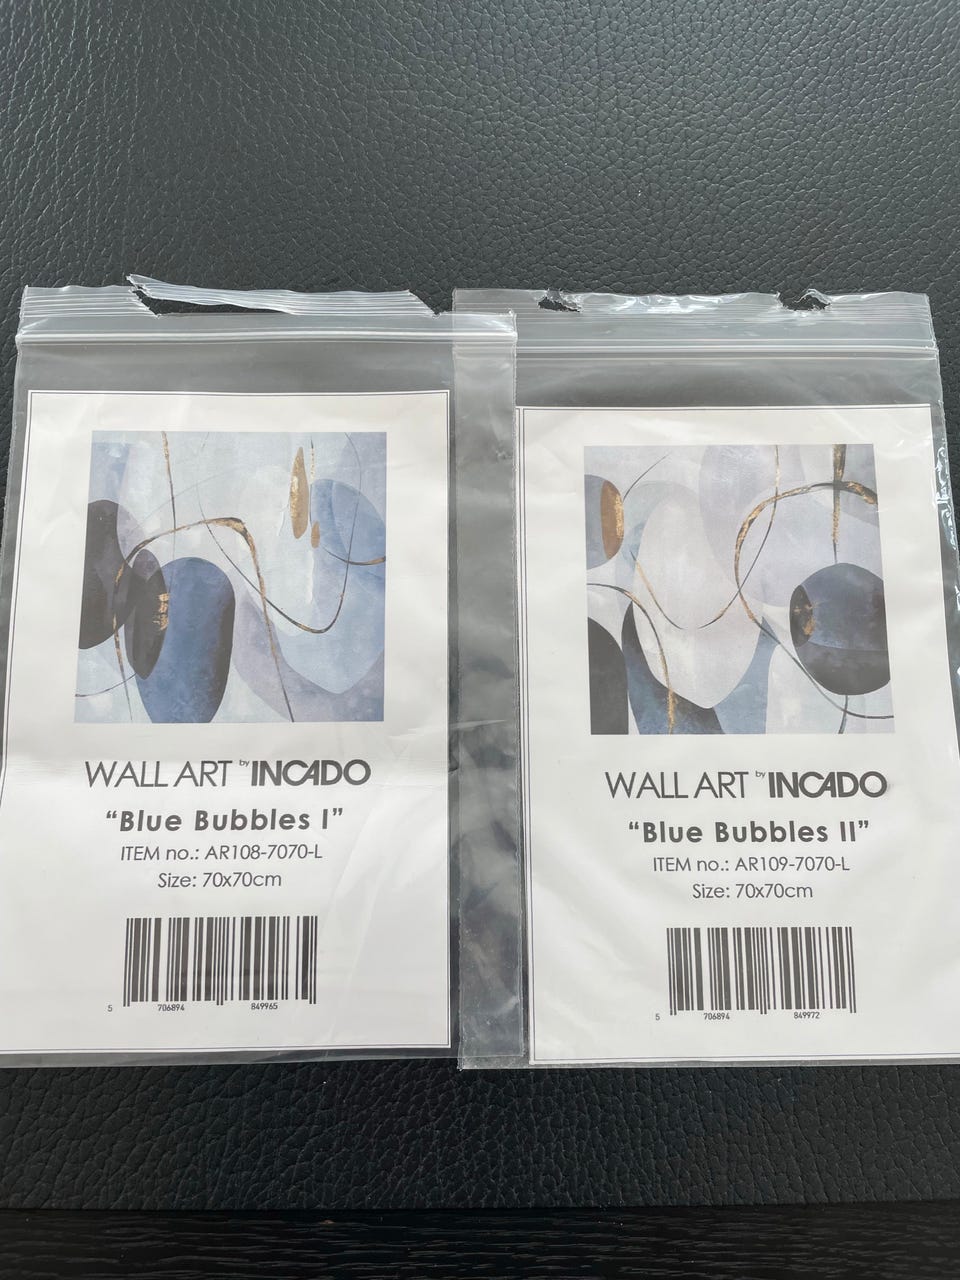 WALL ART by INCADO
“Blue Bubbles I”
ITEM no.: AR108-7070-L
Size: 70x70cm
5 706894 849965
WALL ART by INCADO
“Blue Bubbles II”
ITEM no.: AR109-7070-L
Size: 70x70cm
5 706894 849972